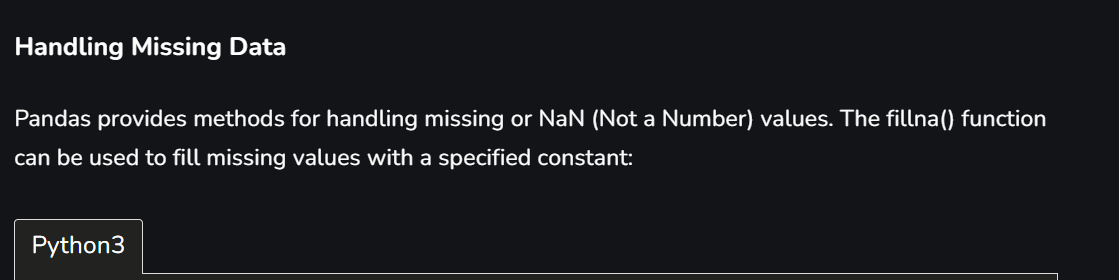 Handling Missing Data
Pandas provides methods for handling missing or NaN (Not a Number) values. The fillna() function
can be used to fill missing values with a specified constant:
Python3